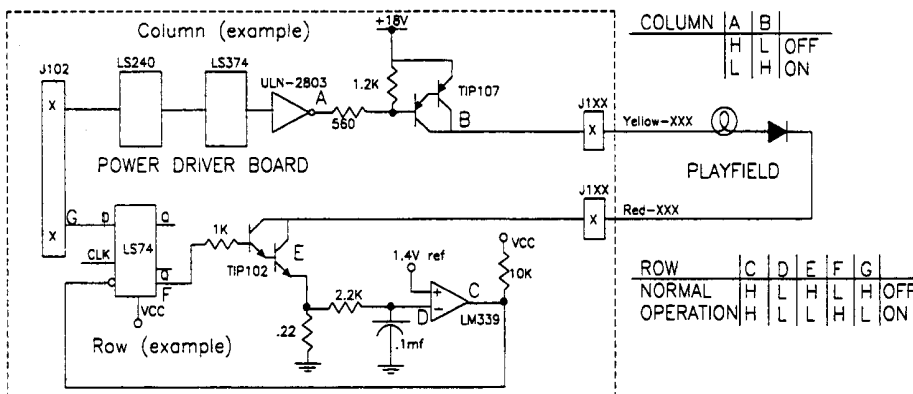 Column (example)
+18V
COLUMN A B
H L OFF
L H ON
J102
LS240
LS374
ULN-2803
A
1.2K
TIP107
X
560
B
J1XX
X
Yellow-XXX
POWER DRIVER BOARD
PLAYFIELD
J1XX
X
Red-XXX
G
D
Q
X
LS74
CLK
Q
F
VCC
1K
TIP102
E
1.4V ref
VCC
10K
C
+
-
D
LM339
2.2K
.22
.1mf
Row (example)
ROW C D E F G
NORMAL H L H L H OFF
OPERATION H L L H L ON